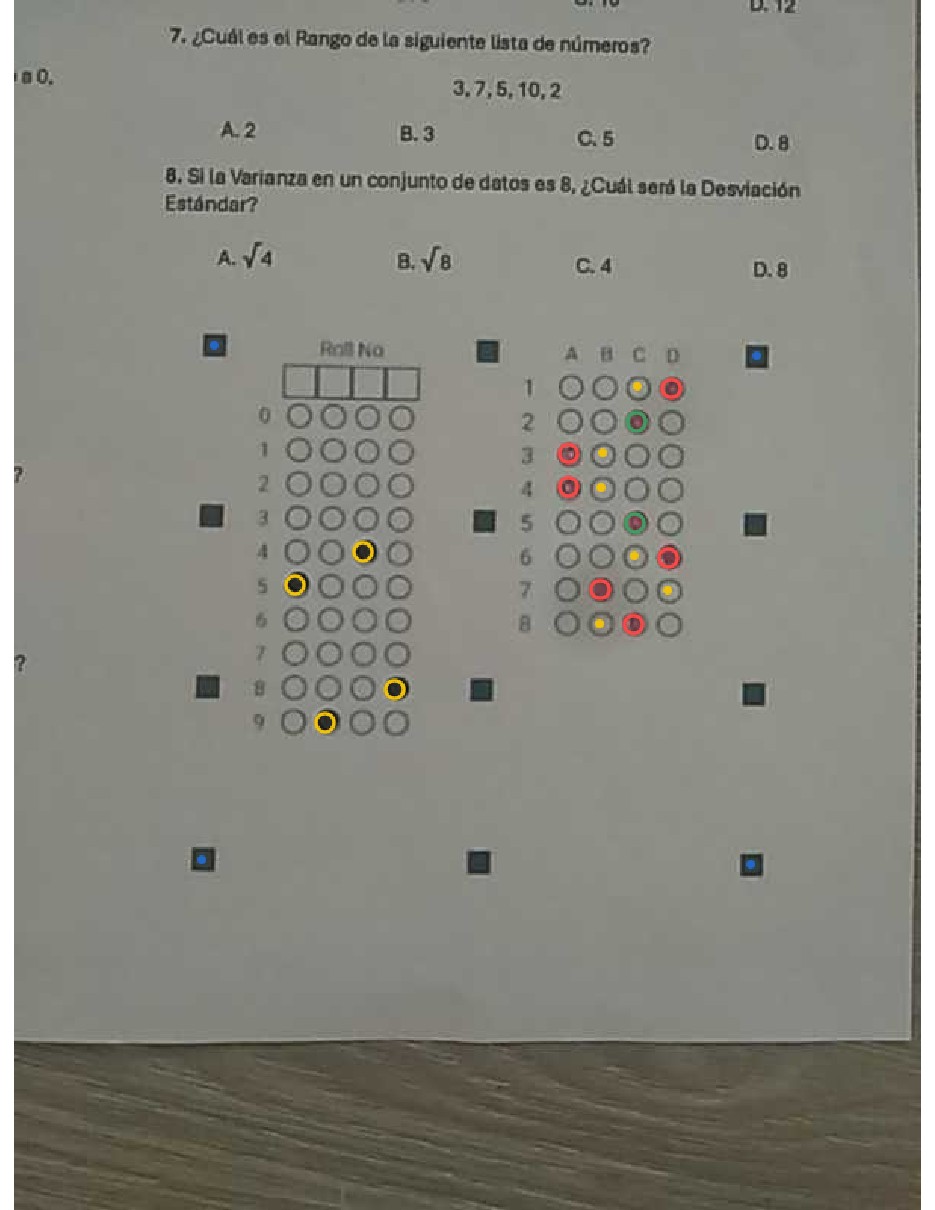 D. 12
7. ¿Cuál es el Rango de la siguiente lista de números?
a 0.
3, 7, 5, 10, 2
A. 2 B. 3 C. 5 D. 8
8. Si la Varianza en un conjunto de datos es 8, ¿Cuál será la Desviación
Estándar?
A. √4 B. √8 C. 4 D. 8
Roll No
A B C D
0
1
2
3
4
5
6
7
8
9
1
2
3
4
5
6
7
8
?
?